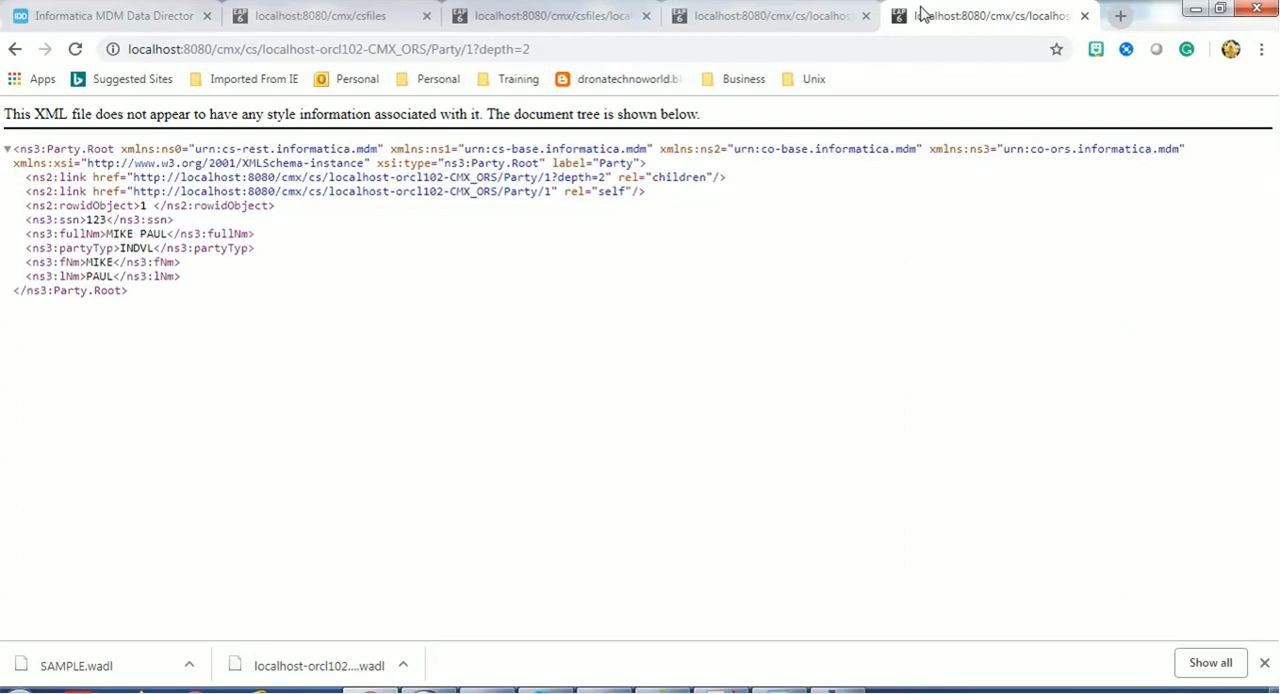 Informatica MDM Data Director
localhost:8080/cmx/csfiles
localhost:8080/cmx/csfiles/local
localhost:8080/cmx/cs/localhos
localhost:8080/cmx/cs/localhos
localhost:8080/cmx/cs/localhost-orcl102-CMX_ORS/Party/1?depth=2
Apps Suggested Sites Imported From IE Personal Personal Training dronatechnoworld.bl Business Unix
This XML file does not appear to have any style information associated with it. The document tree is shown below.
<ns3:Party.Root xmlns:ns0="urn:cs-rest.informatica.mdm" xmlns:ns1="urn:cs-base.informatica.mdm" xmlns:ns2="urn:co-base.informatica.mdm" xmlns:ns3="urn:co-ors.informatica.mdm"
xmlns:xsi="http://www.w3.org/2001/XMLSchema-instance" xsi:type="ns3:Party.Root" label="Party">
<ns2:link href="http://localhost:8080/cmx/cs/localhost-orcl102-CMX_ORS/Party/1?depth=2" rel="children"/>
<ns2:link href="http://localhost:8080/cmx/cs/localhost-orcl102-CMX_ORS/Party/1" rel="self"/>
<ns2:rowidObject>1 </ns2:rowidObject>
<ns3:ssn>123</ns3:ssn>
<ns3:fullNm>MIKE PAUL</ns3:fullNm>
<ns3:partyTyp>INDVL</ns3:partyTyp>
<ns3:fNm>MIKE</ns3:fNm>
<ns3:lNm>PAUL</ns3:lNm>
</ns3:Party.Root>
SAMPLE.wadl
localhost-orcl102....wadl
Show all